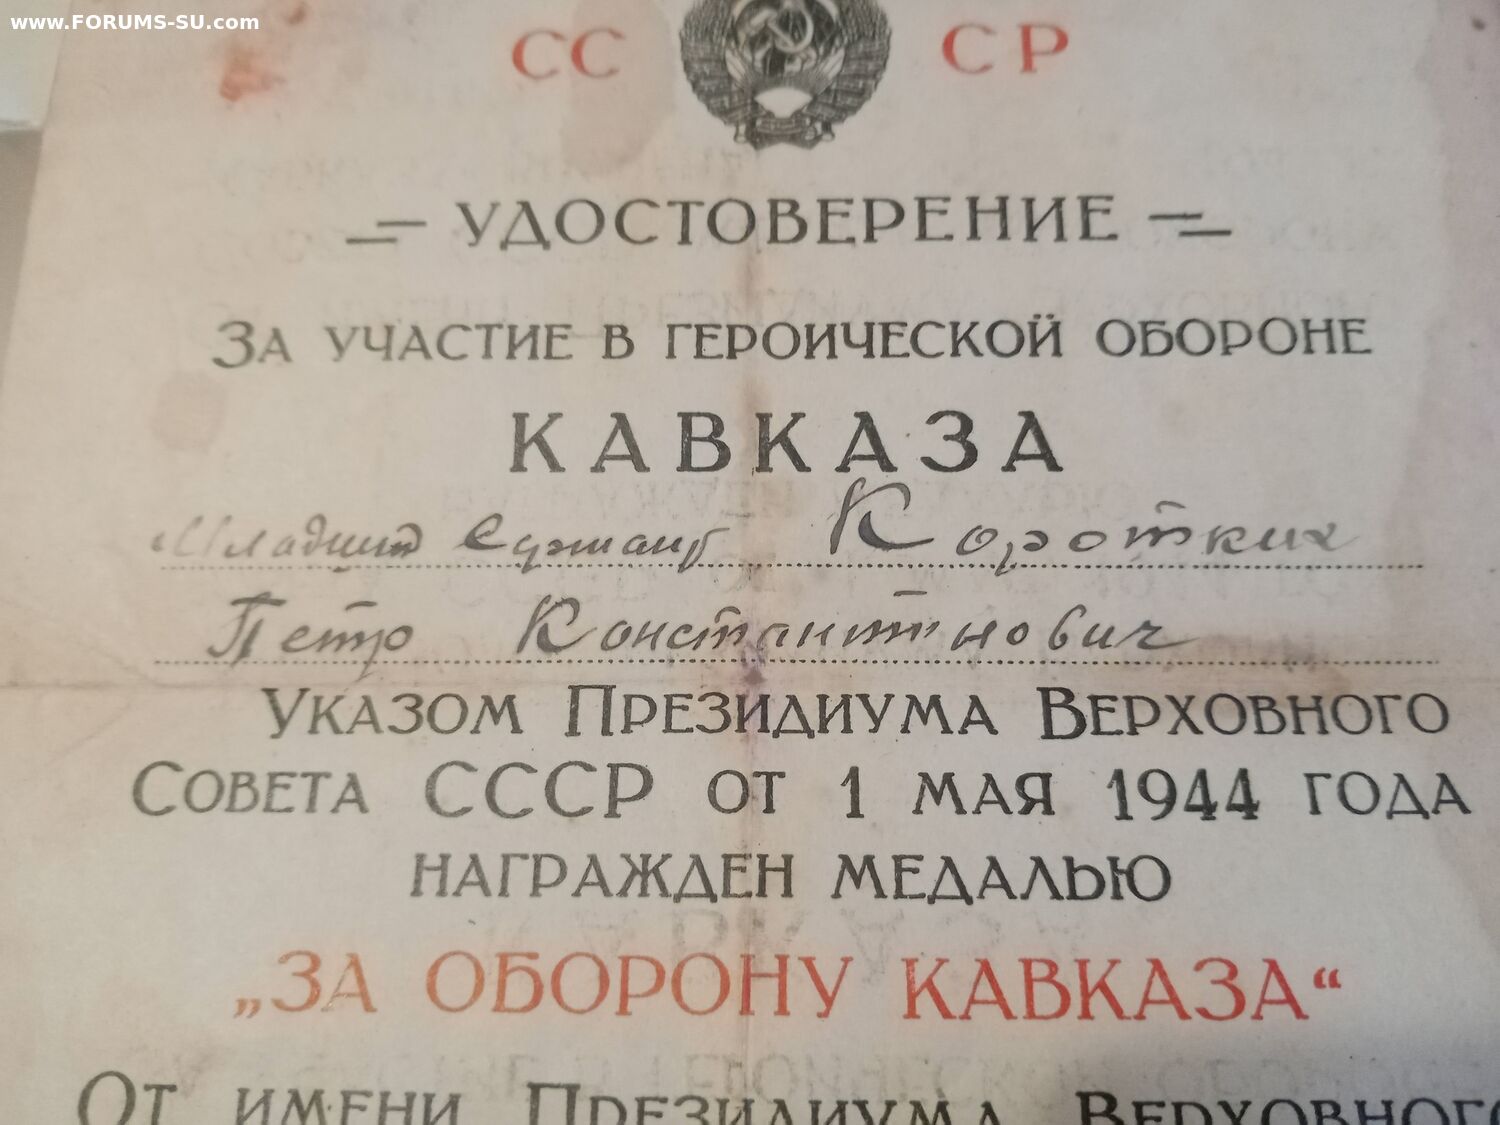 www.FORUMS-SU.com
СС СР
УДОСТОВЕРЕНИЕ
ЗА УЧАСТИЕ В ГЕРОИЧЕСКОЙ ОБОРОНЕ
КАВКАЗА
Младший Сержант Коротких
Петр Константинович
УКАЗОМ ПРЕЗИДИУМА ВЕРХОВНОГО
СОВЕТА СССР ОТ 1 МАЯ 1944 ГОДА
НАГРАЖДЕН МЕДАЛЬЮ
„ЗА ОБОРОНУ КАВКАЗА“
ОТ ИМЕНИ ПРЕЗИДИУМА ВЕРХОВНОГО